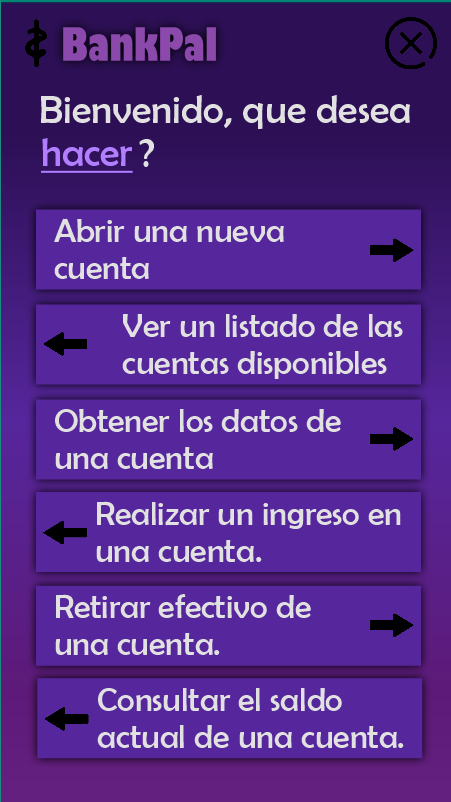 BankPal
Bienvenido, que desea
hacer ?
Abrir una nueva
cuenta
Ver un listado de las
cuentas disponibles
Obtener los datos de
una cuenta
Realizar un ingreso en
una cuenta.
Retirar efectivo de
una cuenta.
Consultar el saldo
actual de una cuenta.